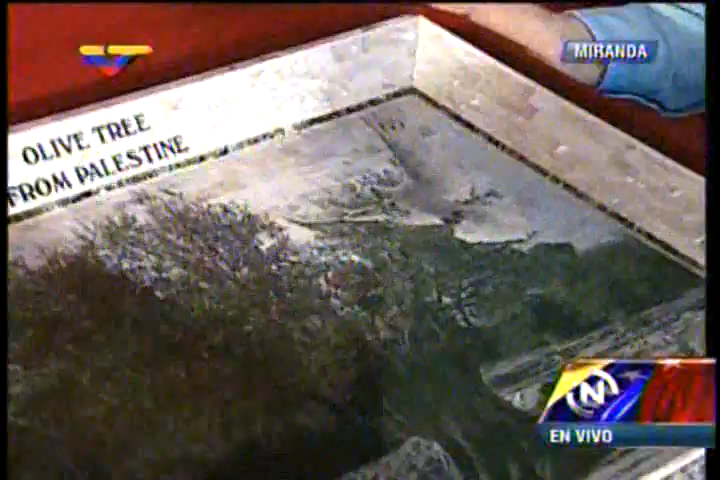 MIRANDA
OLIVE TREE
FROM PALESTINE
N
EN VIVO